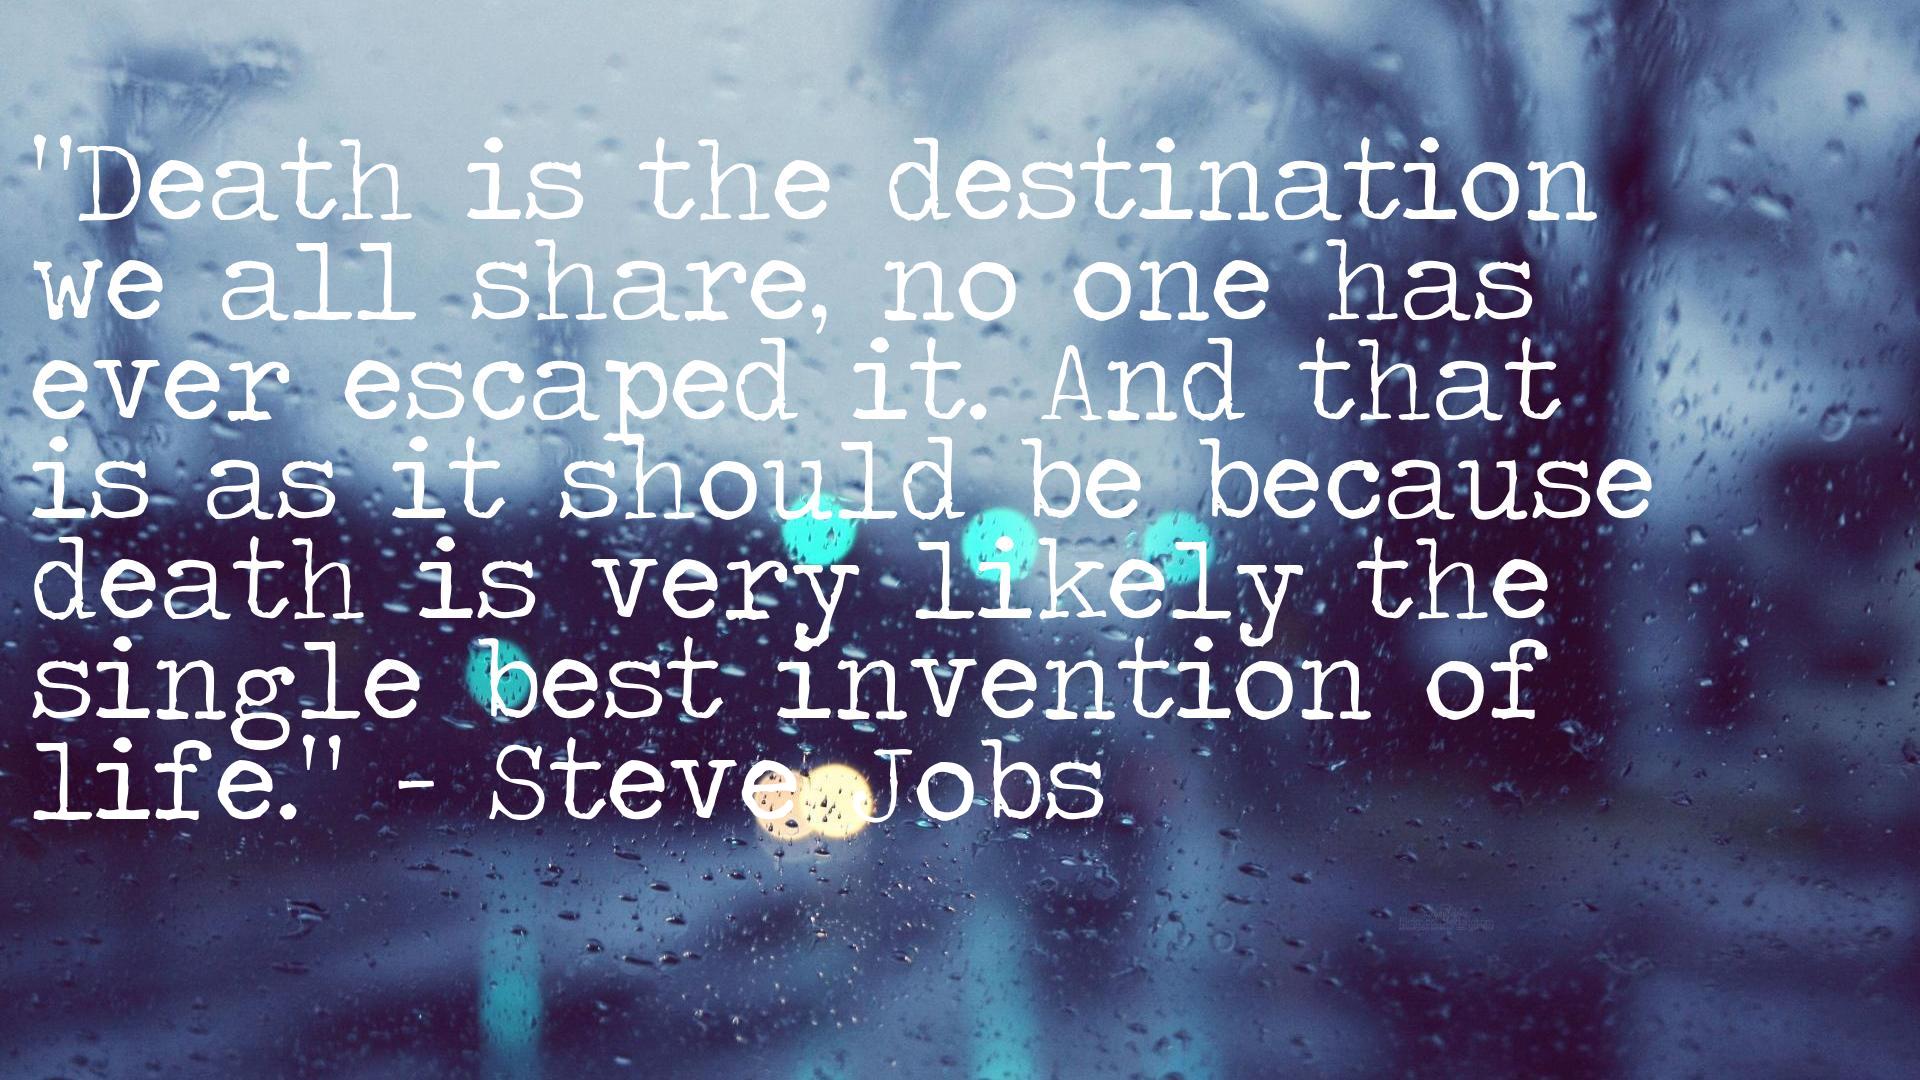 "Death is the destination
we all share, no one has
ever escaped it. And that
is as it should be because
death is very likely the
single best invention of
life." - Steve Jobs